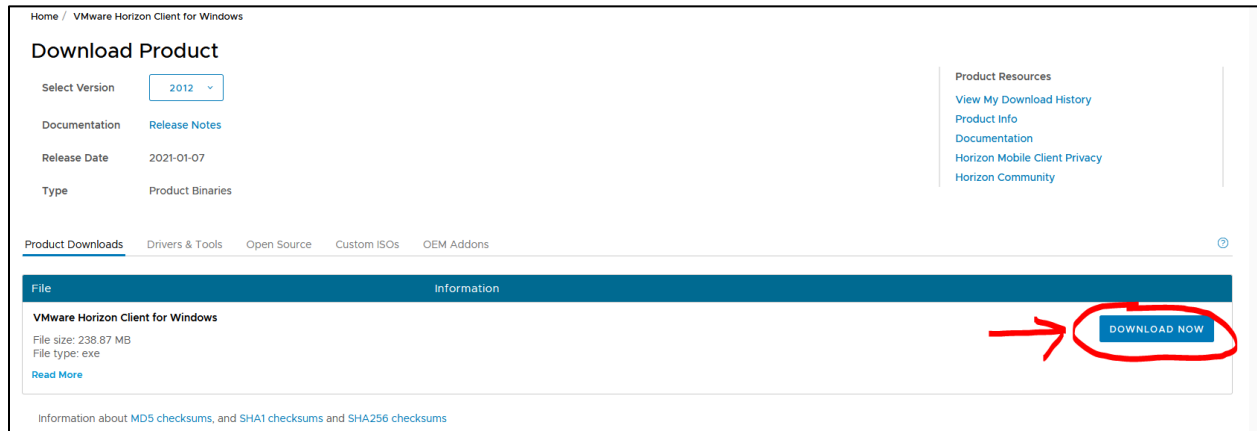 Home / VMware Horizon Client for Windows
Download Product
Select Version 2012
Documentation Release Notes
Release Date 2021-01-07
Type Product Binaries
Product Resources
View My Download History
Product Info
Documentation
Horizon Mobile Client Privacy
Horizon Community
Product Downloads Drivers & Tools Open Source Custom ISOs OEM Addons ?
File Information
VMware Horizon Client for Windows
File size: 238.87 MB
File type: exe
Read More
DOWNLOAD NOW
Information about MD5 checksums, and SHA1 checksums and SHA256 checksums